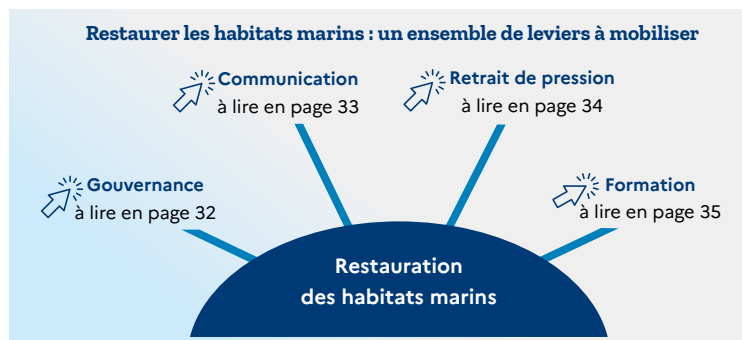 Restaurer les habitats marins : un ensemble de leviers à mobiliser
Communication
à lire en page 33
Retrait de pression
à lire en page 34
Gouvernance
à lire en page 32
Formation
à lire en page 35
Restauration
des habitats marins